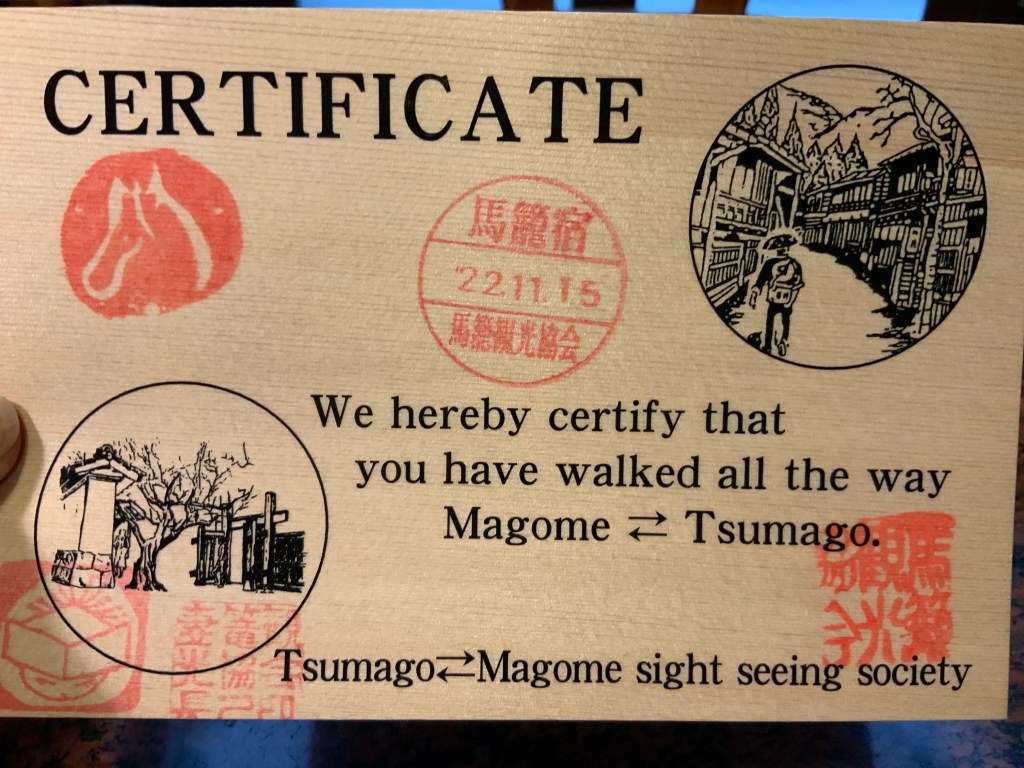 CERTIFICATE
馬籠宿
'22.11.15
馬籠観光協会
We hereby certify that
you have walked all the way
Magome ⇄ Tsumago.
Tsumago⇄Magome sight seeing society